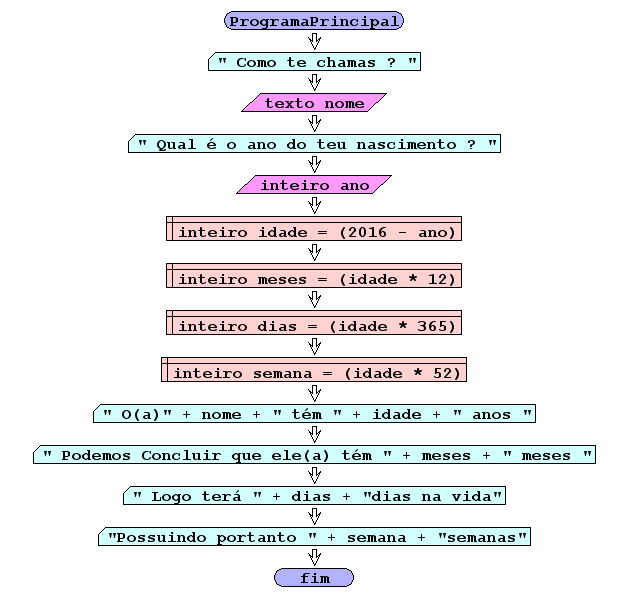 ProgramaPrincipal
" Como te chamas ? "
texto nome
" Qual é o ano do teu nascimento ? "
inteiro ano
inteiro idade = (2016 - ano)
inteiro meses = (idade * 12)
inteiro dias = (idade * 365)
inteiro semana = (idade * 52)
" O(a)" + nome + " tém " + idade + " anos "
" Podemos Concluir que ele(a) tém " + meses + " meses "
" Logo terá " + dias + "dias na vida"
"Possuindo portanto " + semana + "semanas"
fim